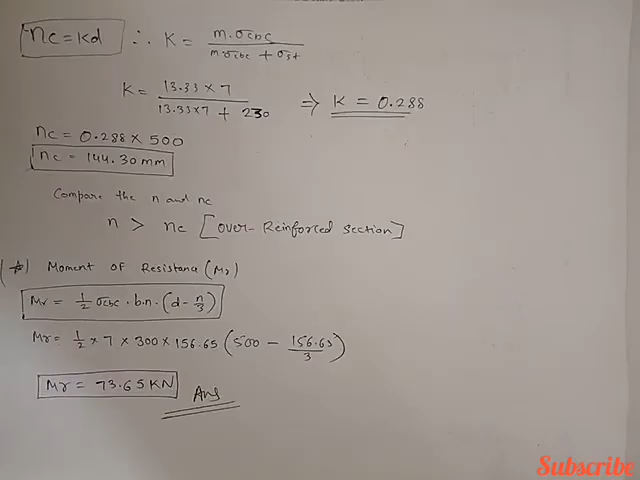 nc = Kd ∴ K = m.σcbc / mσcbc + σst
K = 13.33 × 7 / 13.33×7 + 230 ⇒ K = 0.288
nc = 0.288 × 500
nc = 144.30 mm
Compare the n and nc
n > nc [Over-Reinforced Section]
(*) Moment of Resistance (Mr)
Mr = 1/2 σcbc . b.n. (d - n/3)
Mr = 1/2 × 7 × 300 × 156.65 (500 - 156.65/3)
Mr = 73.65 KN Ans
Subscribe